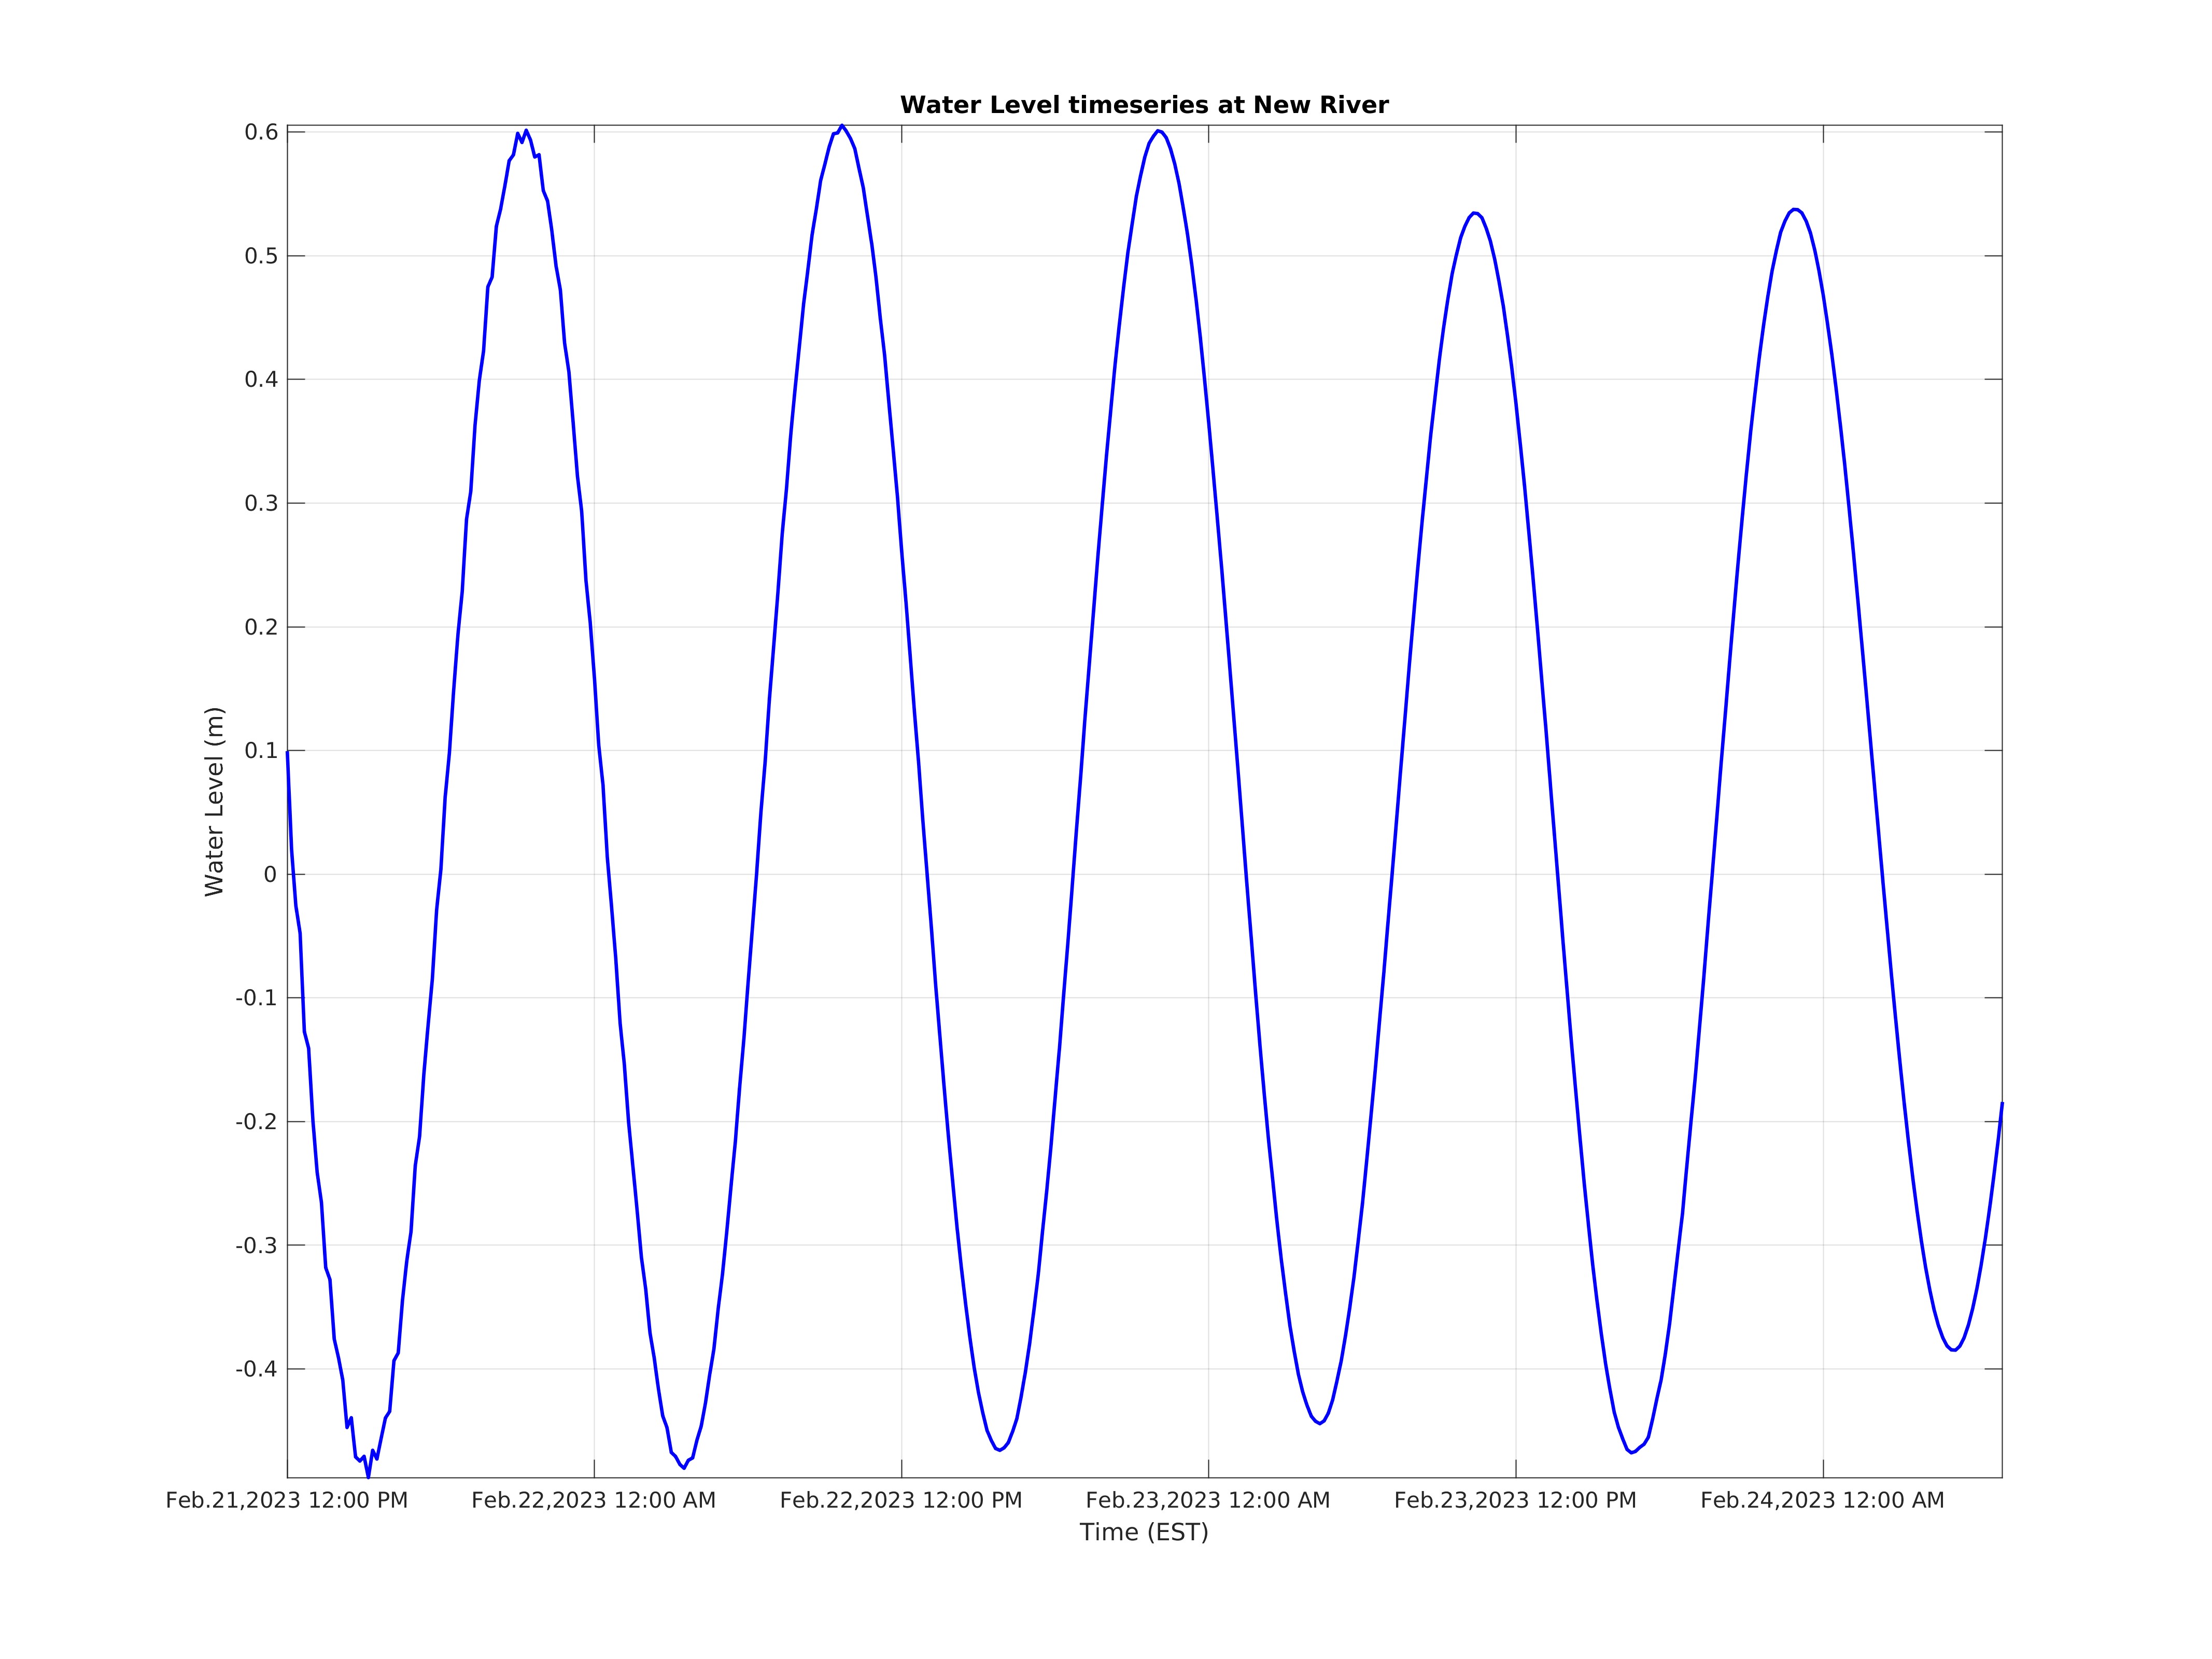 Water Level timeseries at New River
0.6
0.5
0.4
0.3
0.2
0.1
0
-0.1
-0.2
-0.3
-0.4
Water Level (m)
Feb.21,2023 12:00 PM
Feb.22,2023 12:00 AM
Feb.22,2023 12:00 PM
Feb.23,2023 12:00 AM
Feb.23,2023 12:00 PM
Feb.24,2023 12:00 AM
Time (EST)